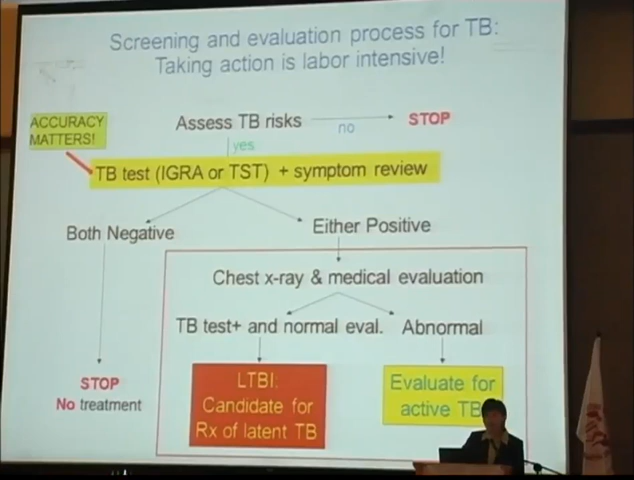 Screening and evaluation process for TB:
Taking action is labor intensive!
ACCURACY
MATTERS!
Assess TB risks
no
STOP
yes
TB test (IGRA or TST) + symptom review
Both Negative
Either Positive
Chest x-ray & medical evaluation
TB test+ and normal eval.
Abnormal
STOP
No treatment
LTBI:
Candidate for
Rx of latent TB
Evaluate for
active TB